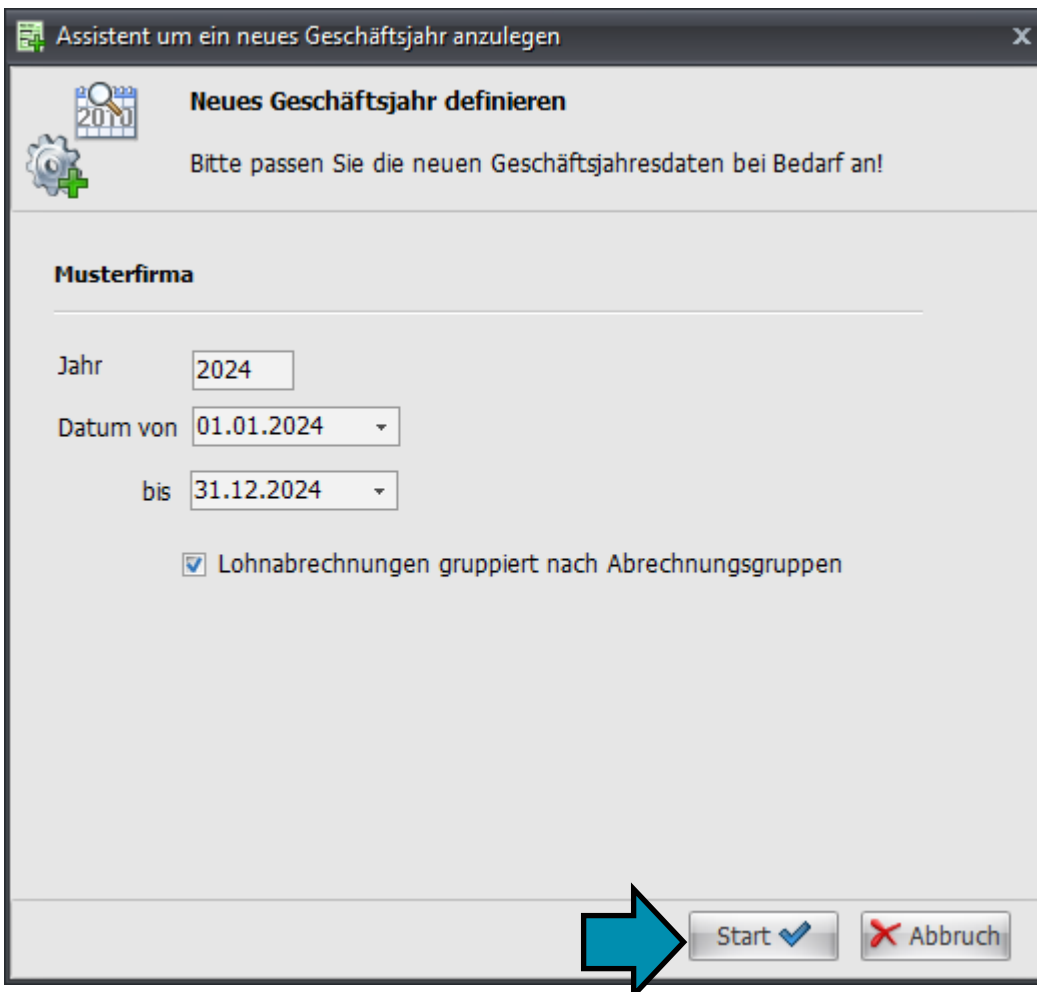 Assistent um ein neues Geschäftsjahr anzulegen
x
2010
Neues Geschäftsjahr definieren
Bitte passen Sie die neuen Geschäftsjahresdaten bei Bedarf an!
Musterfirma
Jahr 2024
Datum von 01.01.2024
bis 31.12.2024
Lohnabrechnungen gruppiert nach Abrechnungsgruppen
Start Abbruch